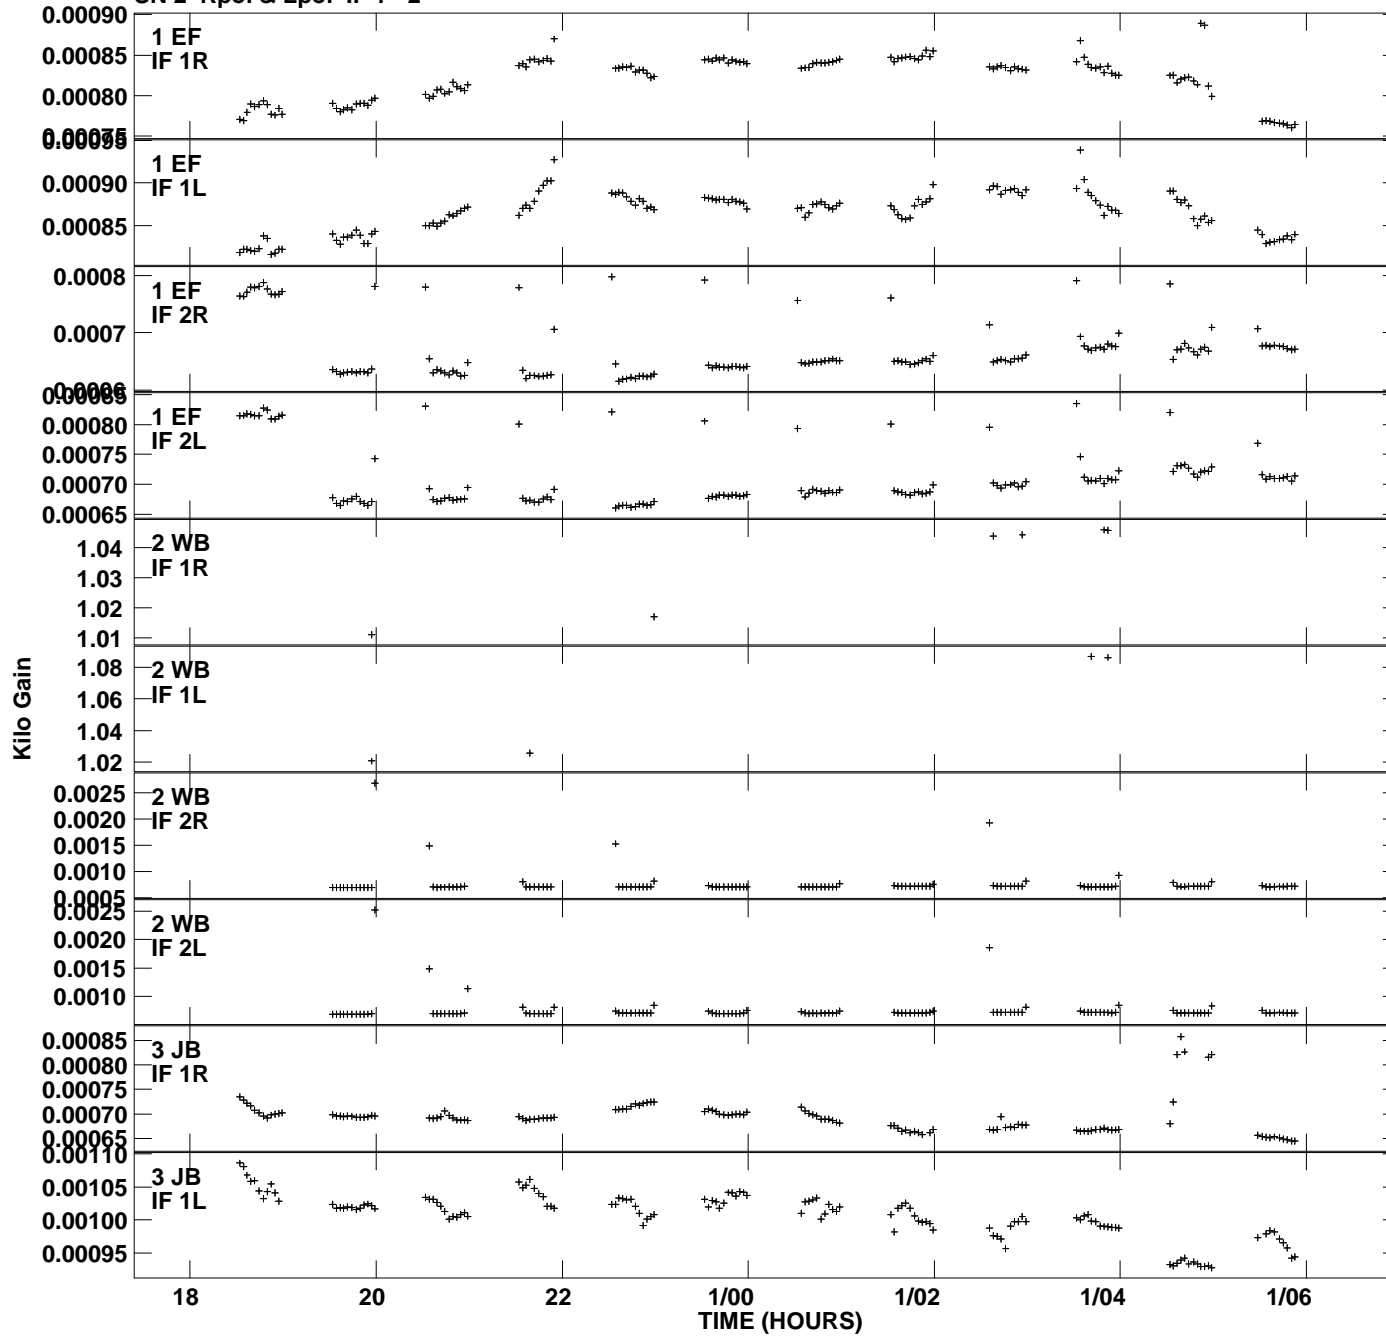 SN 2 Rpol & Lpol IF 1 - 2
0.00090
0.00085
0.00080
0.00075
1 EF
IF 1R
0.00095
0.00090
0.00085
1 EF
IF 1L
0.0008
0.0007
0.0006
1 EF
IF 2R
0.00085
0.00080
0.00075
0.00070
0.00065
1 EF
IF 2L
1.04
1.03
1.02
1.01
2 WB
IF 1R
1.08
1.06
1.04
1.02
2 WB
IF 1L
0.0025
0.0020
0.0015
0.0010
0.0005
2 WB
IF 2R
0.0025
0.0020
0.0015
0.0010
2 WB
IF 2L
0.00085
0.00080
0.00075
0.00070
0.00065
3 JB
IF 1R
0.00110
0.00105
0.00100
0.00095
3 JB
IF 1L
Kilo Gain
18 20 22 1/00 1/02 1/04 1/06
TIME (HOURS)